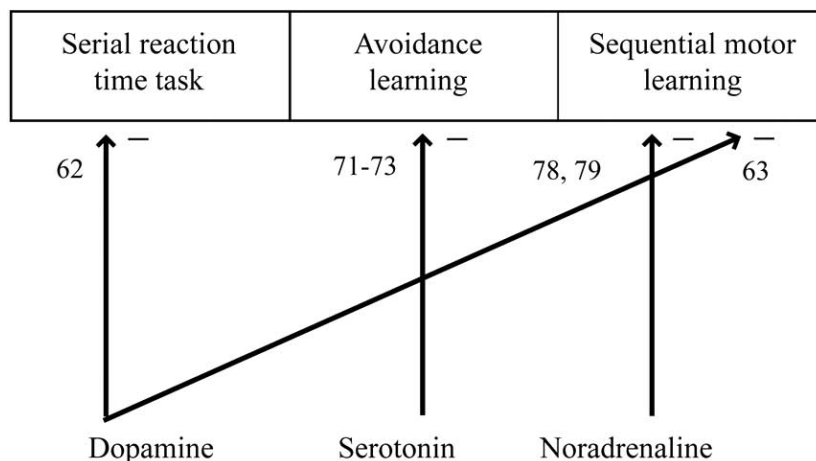 Serial reaction
time task
Avoidance
learning
Sequential motor
learning
62 –
71-73 –
78, 79 –
– 63
Dopamine
Serotonin
Noradrenaline